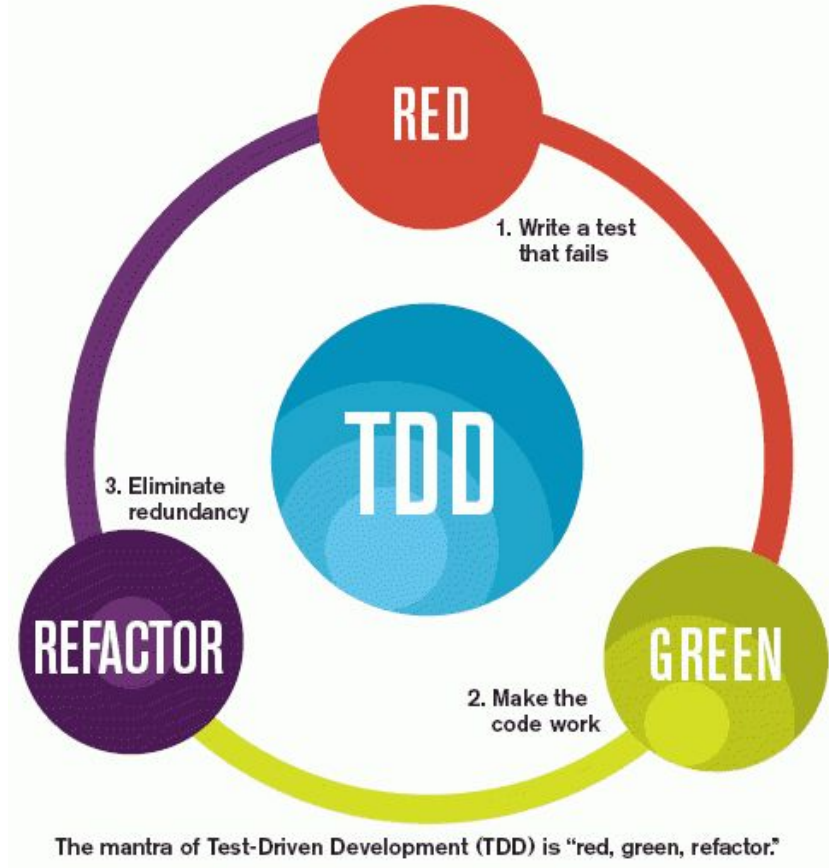 RED
1. Write a test
that fails
TDD
3. Eliminate
redundancy
REFACTOR
GREEN
2. Make the
code work
The mantra of Test-Driven Development (TDD) is “red, green, refactor.”